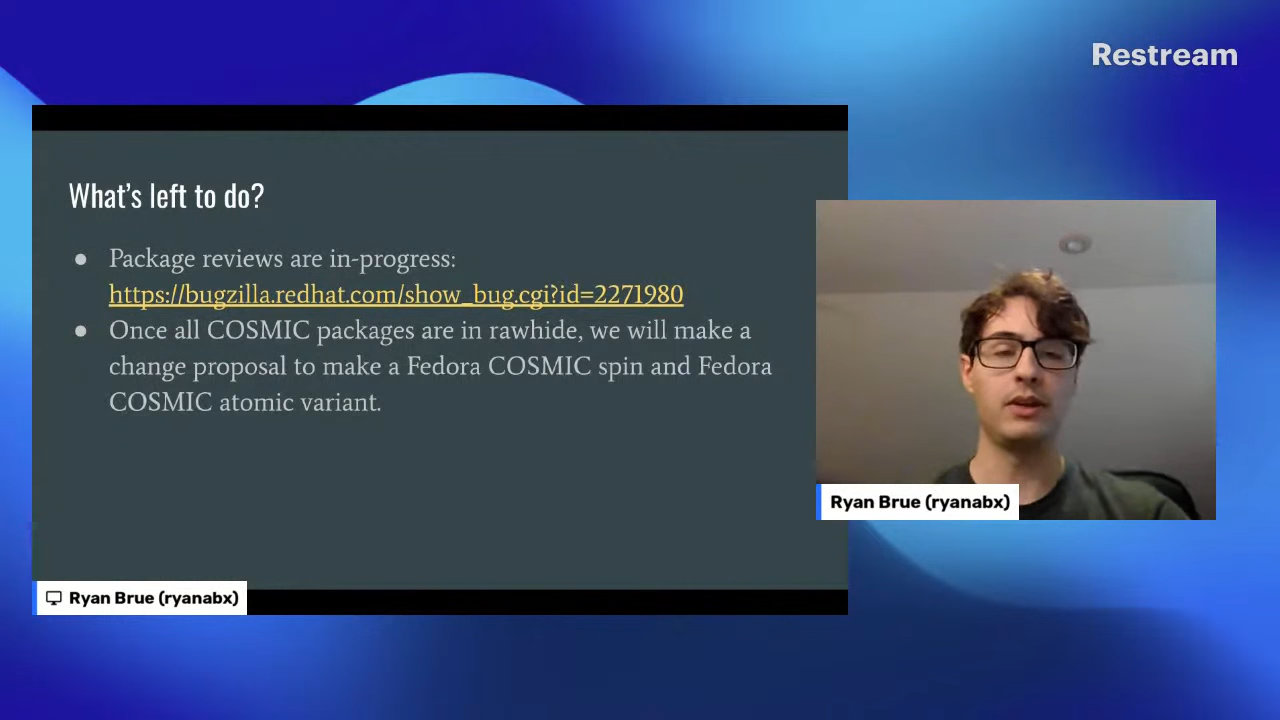 Restream
What's left to do?
● Package reviews are in-progress:
https://bugzilla.redhat.com/show_bug.cgi?id=2271980
● Once all COSMIC packages are in rawhide, we will make a
change proposal to make a Fedora COSMIC spin and Fedora
COSMIC atomic variant.
Ryan Brue (ryanabx)
Ryan Brue (ryanabx)